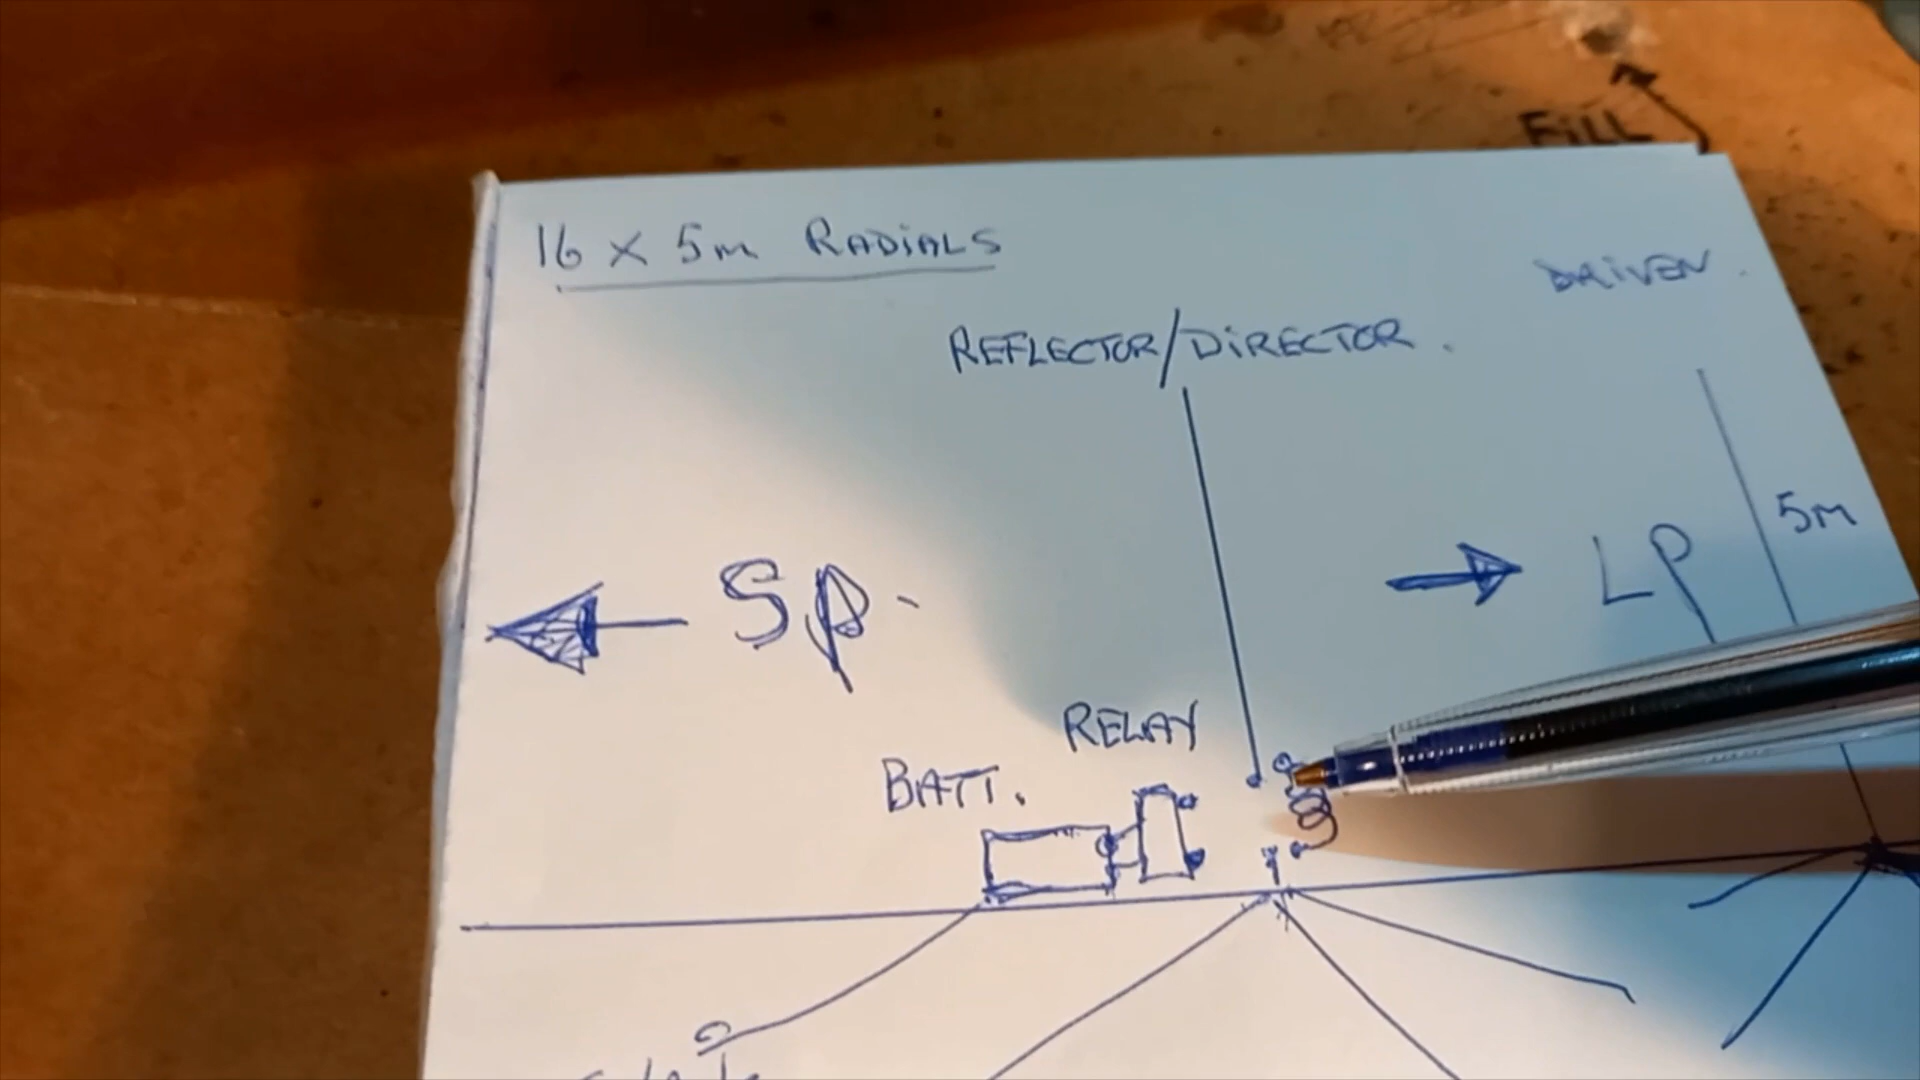 FILL
16 x 5m RADiALS
DRiVEN.
REFLECTOR/DiRECTOR.
5m
Sp.
LP
RELAY
BATT.